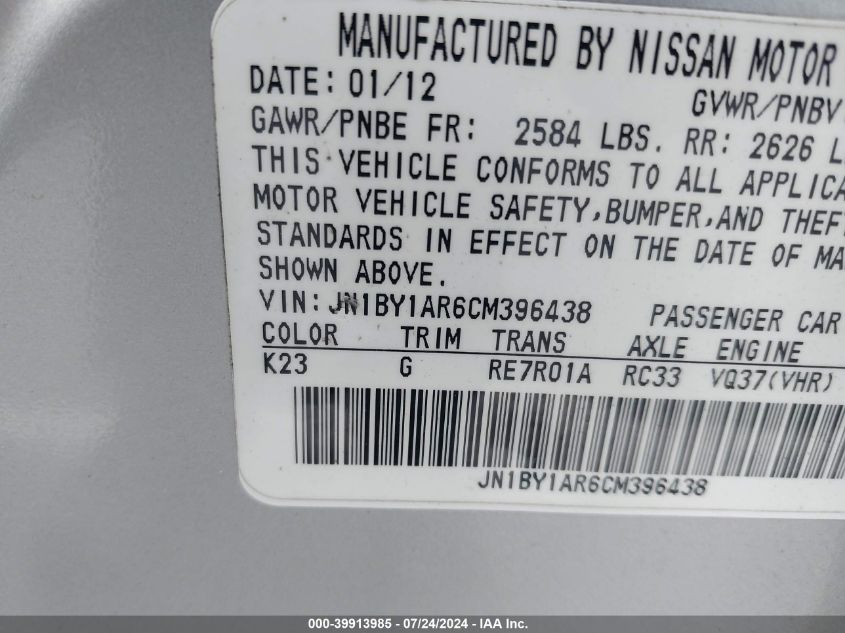 MANUFACTURED BY NISSAN MOTOR
DATE: 01/12 GVWR/PNBV
GAWR/PNBE FR: 2584 LBS. RR: 2626 L
THIS VEHICLE CONFORMS TO ALL APPLICA
MOTOR VEHICLE SAFETY,BUMPER,AND THEF
STANDARDS IN EFFECT ON THE DATE OF MA
SHOWN ABOVE.
VIN: JN1BY1AR6CM396438 PASSENGER CAR
COLOR TRIM TRANS AXLE ENGINE
K23 G RE7R01A RC33 VQ37(VHR)
JN1BY1AR6CM396438
000-39913985 - 07/24/2024 - IAAI.com